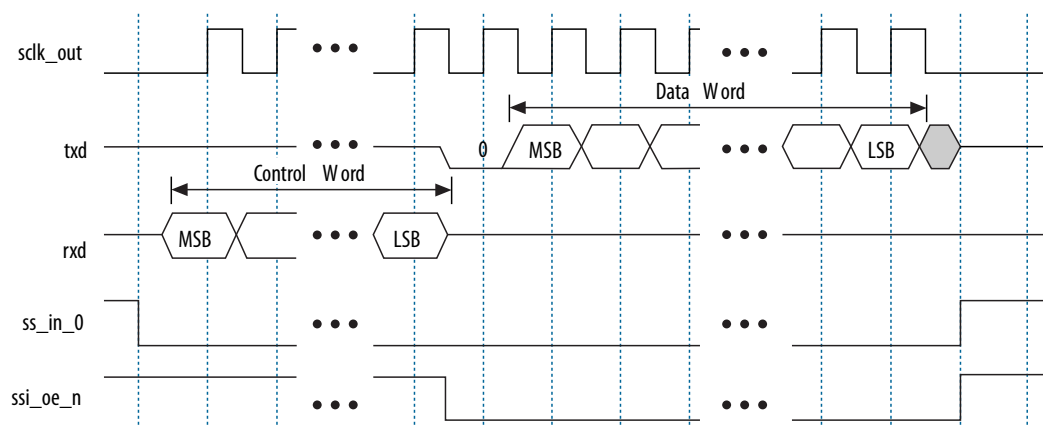 sclk_out
Data Word
txd
0
MSB
LSB
Control Word
rxd
MSB
LSB
ss_in_0
ssi_oe_n